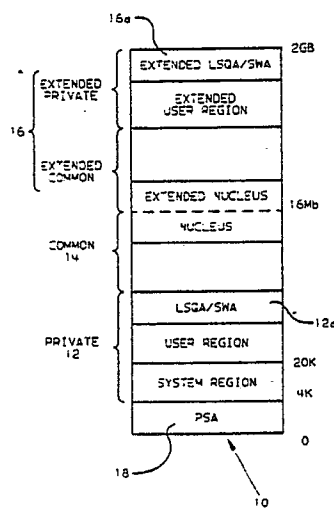 16a
2GB
EXTENDED LSQA/SWA
EXTENDED
PRIVATE
EXTENDED
USER REGION
16
EXTENDED
COMMON
EXTENDED NUCLEUS
16Mb
NUCLEUS
COMMON
14
LSQA/SWA
12a
PRIVATE
12
USER REGION
20K
SYSTEM REGION
4K
PSA
0
18
10